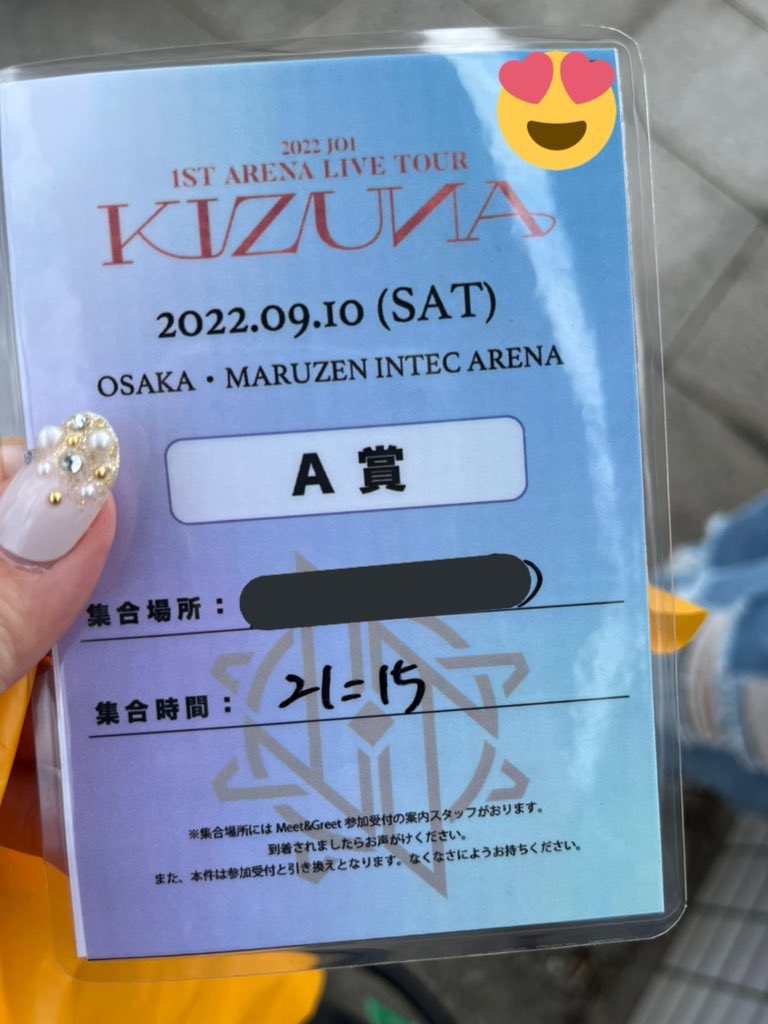 2022 JO1
1ST ARENA LIVE TOUR
KIZUNA
2022.09.10 (SAT)
OSAKA・MARUZEN INTEC ARENA
A 賞
集合場所：
集合時間： 21:15
※集合場所には Meet&Greet 参加受付の案内スタッフがおります。
到着されましたらお声がけください。
また、本件は参加受付と引き換えとなります。なくなさにようお持ちください。